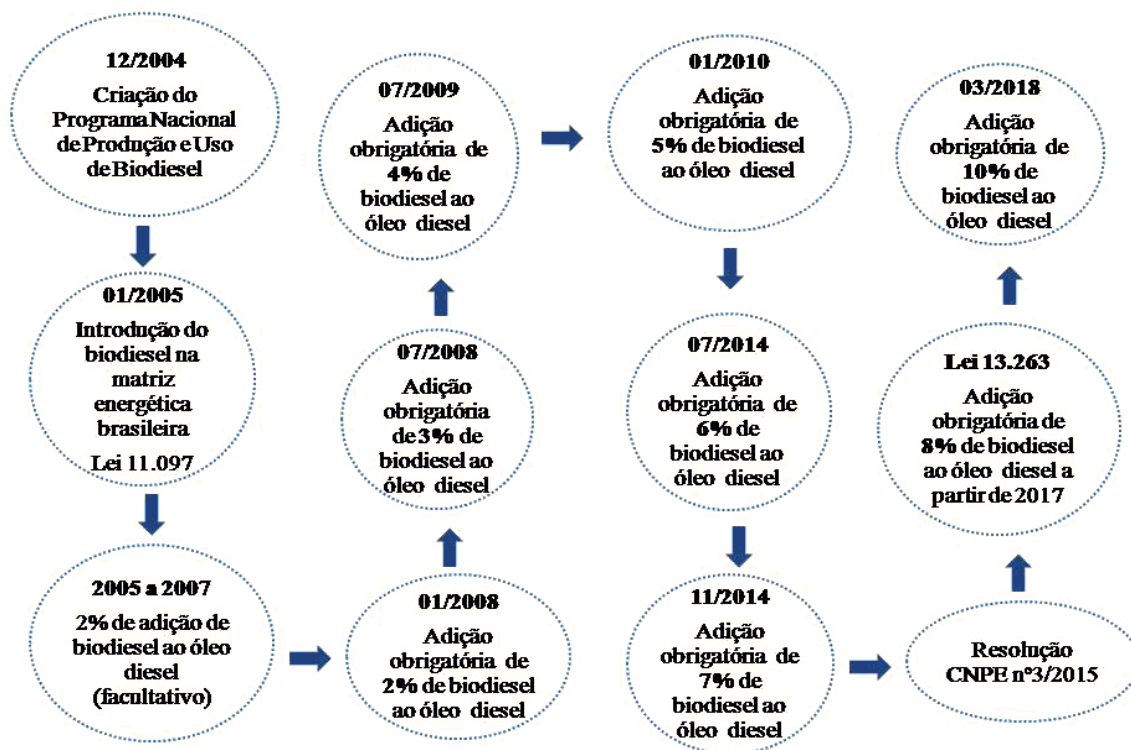 12/2004
Criação do
Programa Nacional
de Produção e Uso
de Biodiesel
01/2005
Introdução do
biodiesel na
matriz
energética
brasileira
Lei 11.097
2005 a 2007
2% de adição de
biodiesel ao óleo
diesel
(facultativo)
01/2008
Adição
obrigatória de
2% de biodiesel
ao óleo diesel
07/2008
Adição
obrigatória
de 3% de
biodiesel ao
óleo diesel
07/2009
Adição
obrigatória de
4% de
biodiesel ao
óleo diesel
01/2010
Adição
obrigatória de
5% de biodiesel
ao óleo diesel
07/2014
Adição
obrigatória de
6% de
biodiesel ao
óleo diesel
11/2014
Adição
obrigatória de
7% de
biodiesel ao
óleo diesel
Resolução
CNPE nº3/2015
Lei 13.263
Adição
obrigatória de
8% de biodiesel
ao óleo diesel a
partir de 2017
03/2018
Adição
obrigatória de
10% de
biodiesel ao
óleo diesel